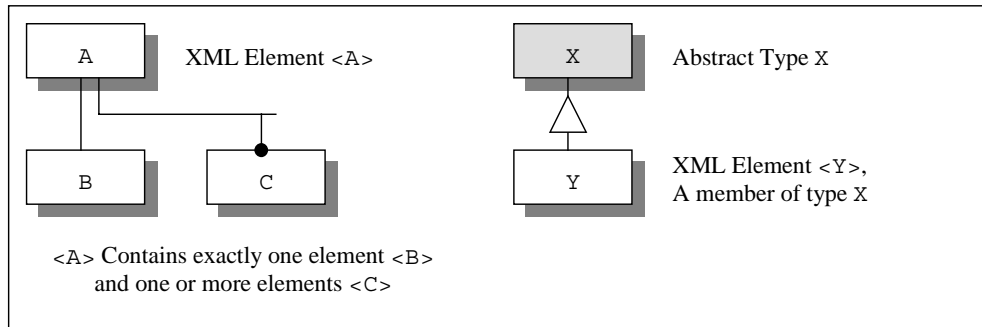 A
XML Element <A>
B
C
<A> Contains exactly one element <B>
and one or more elements <C>
X
Abstract Type X
Y
XML Element <Y>,
A member of type X